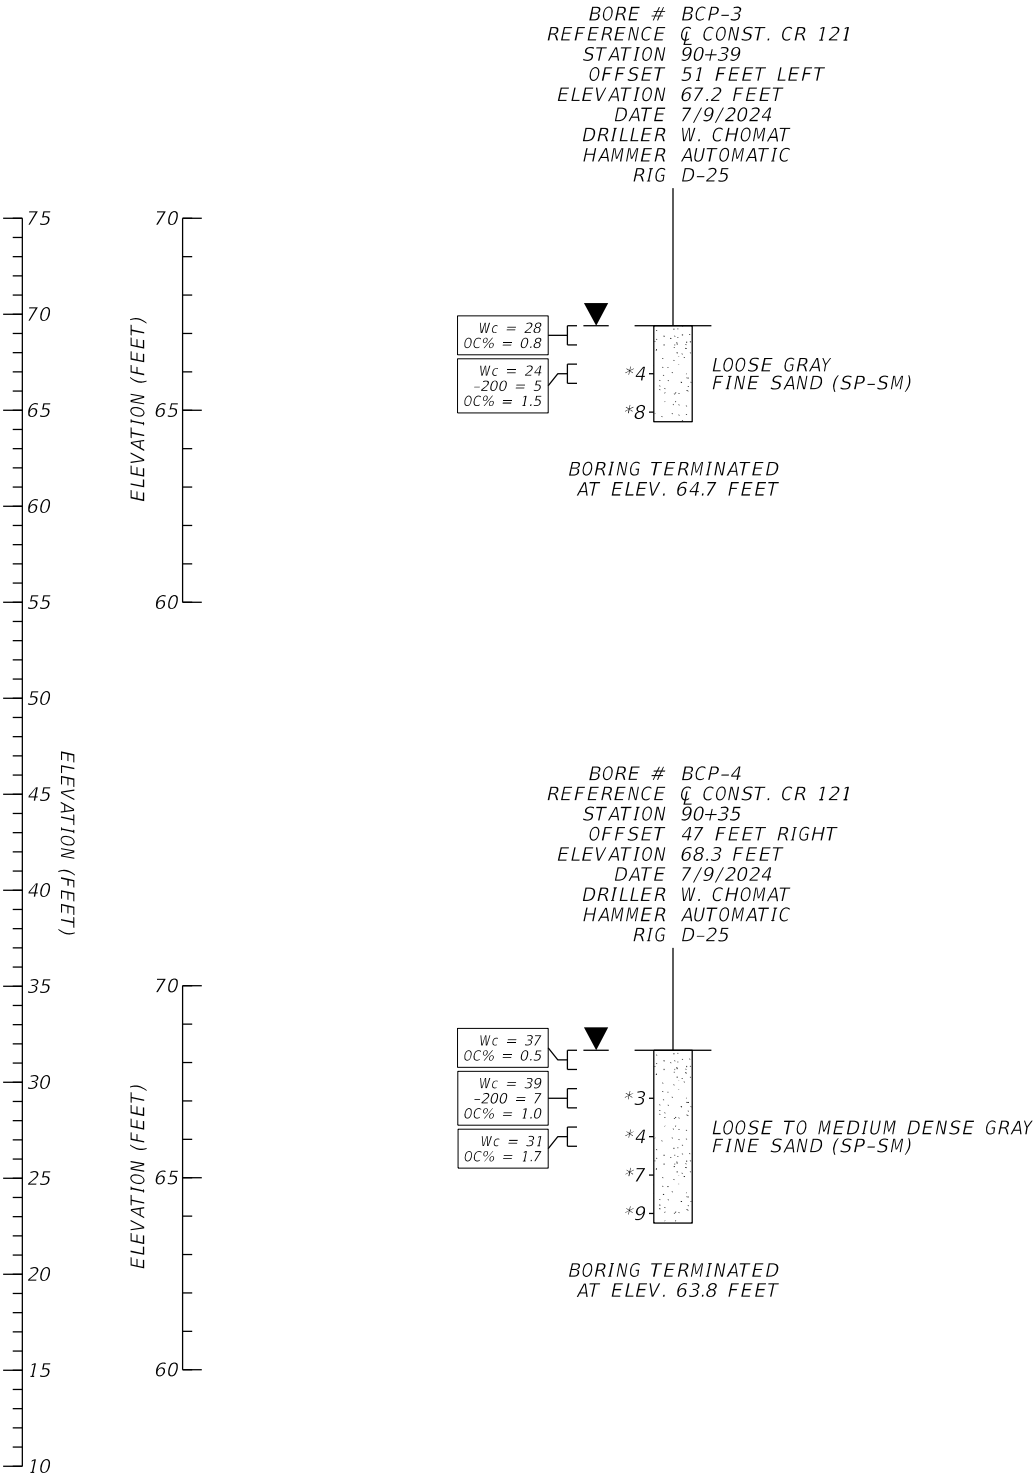 BORE # BCP-3
REFERENCE ℄ CONST. CR 121
STATION 90+39
OFFSET 51 FEET LEFT
ELEVATION 67.2 FEET
DATE 7/9/2024
DRILLER W. CHOMAT
HAMMER AUTOMATIC
RIG D-25
75
70
65
60
55
50
45
40
35
30
25
20
15
10
ELEVATION (FEET)
70
65
60
ELEVATION (FEET)
Wc = 28
OC% = 0.8
Wc = 24
-200 = 5
OC% = 1.5
*4
*8
LOOSE GRAY
FINE SAND (SP-SM)
BORING TERMINATED
AT ELEV. 64.7 FEET
BORE # BCP-4
REFERENCE ℄ CONST. CR 121
STATION 90+35
OFFSET 47 FEET RIGHT
ELEVATION 68.3 FEET
DATE 7/9/2024
DRILLER W. CHOMAT
HAMMER AUTOMATIC
RIG D-25
70
65
60
ELEVATION (FEET)
Wc = 37
OC% = 0.5
Wc = 39
-200 = 7
OC% = 1.0
Wc = 31
OC% = 1.7
*3
*4
*7
*9
LOOSE TO MEDIUM DENSE GRAY
FINE SAND (SP-SM)
BORING TERMINATED
AT ELEV. 63.8 FEET